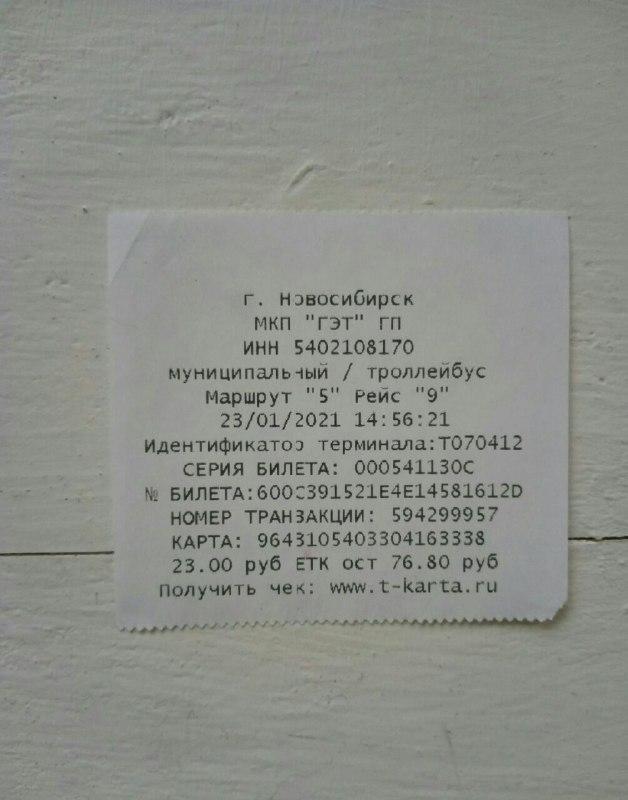 г. Новосибирск
МКП "ГЭТ" ГП
ИНН 5402108170
муниципальный / троллейбус
Маршрут "5" Рейс "9"
23/01/2021 14:56:21
Идентификатор терминала:T070412
СЕРИЯ БИЛЕТА: 000541130C
№ БИЛЕТА:600C391521E4E14581612D
НОМЕР ТРАНЗАКЦИИ: 594299957
КАРТА: 9643105403304163338
23.00 руб ЕТК ост 76.80 руб
Получить чек: www.t-karta.ru